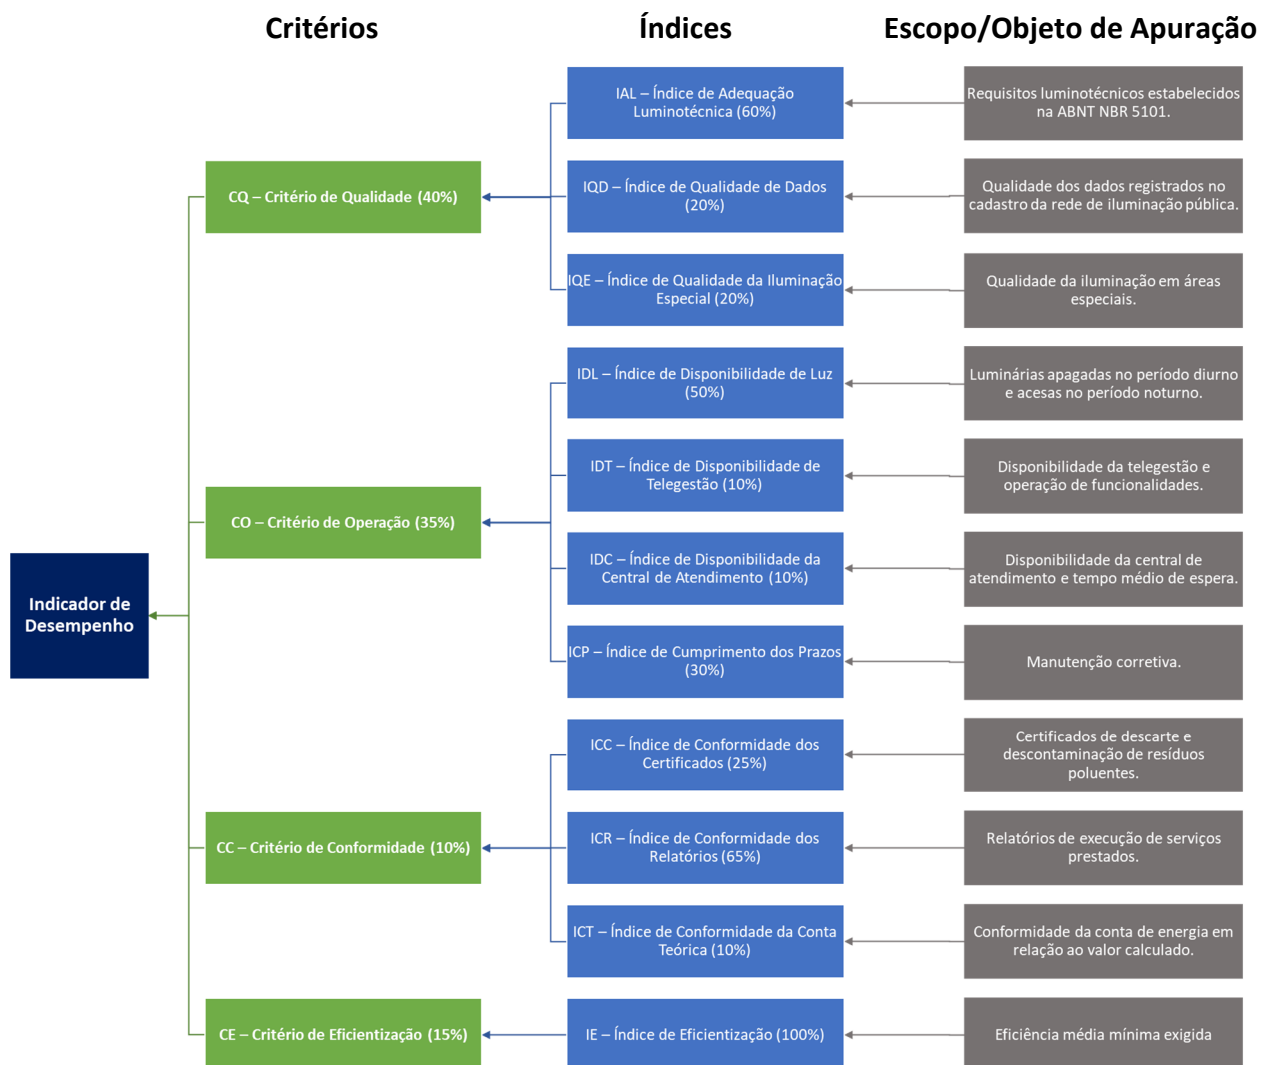 Critérios
Índices
Escopo/Objeto de Apuração
Indicador de
Desempenho
CQ – Critério de Qualidade (40%)
IAL – Índice de Adequação
Luminotécnica (60%)
Requisitos luminotécnicos estabelecidos
na ABNT NBR 5101.
IQD – Índice de Qualidade de Dados
(20%)
Qualidade dos dados registrados no
cadastro da rede de iluminação pública.
IQE – Índice de Qualidade da Iluminação
Especial (20%)
Qualidade da iluminação em áreas
especiais.
CO – Critério de Operação (35%)
IDL – Índice de Disponibilidade de Luz
(50%)
Luminárias apagadas no período diurno
e acesas no período noturno.
IDT – Índice de Disponibilidade de
Telegestão (10%)
Disponibilidade da telegestão e
operação de funcionalidades.
IDC – Índice de Disponibilidade da
Central de Atendimento (10%)
Disponibilidade da central de
atendimento e tempo médio de espera.
ICP – Índice de Cumprimento dos Prazos
(30%)
Manutenção corretiva.
CC – Critério de Conformidade (10%)
ICC – Índice de Conformidade dos
Certificados (25%)
Certificados de descarte e
descontaminação de resíduos
poluentes.
ICR – Índice de Conformidade dos
Relatórios (65%)
Relatórios de execução de serviços
prestados.
ICT – Índice de Conformidade da Conta
Teórica (10%)
Conformidade da conta de energia em
relação ao valor calculado.
CE – Critério de Eficientização (15%)
IE – Índice de Eficientização (100%)
Eficiência média mínima exigida